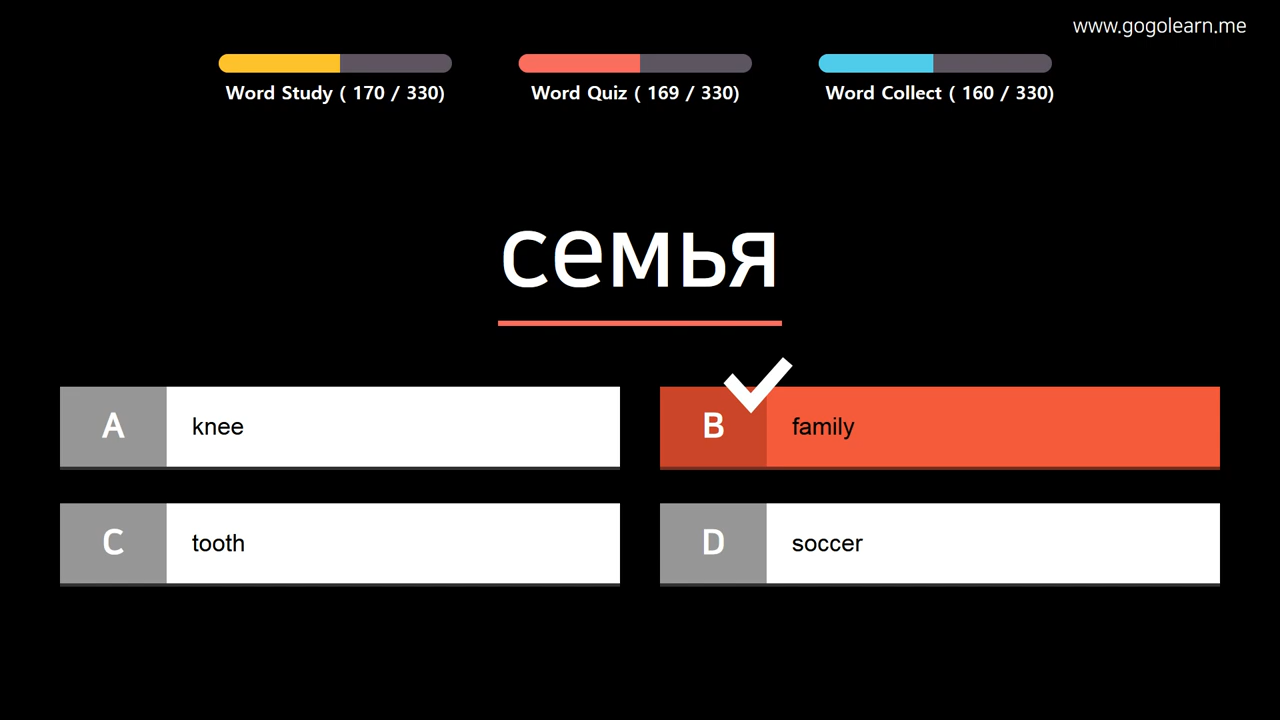 www.gogolearn.me
Word Study ( 170 / 330)
Word Quiz ( 169 / 330)
Word Collect ( 160 / 330)
семья
A knee
B family
C tooth
D soccer